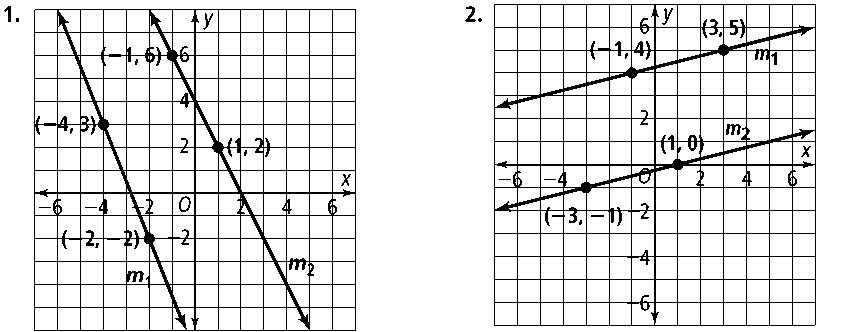 1.
y
(−1, 6) 6
4
(−4, 3)
2 (1, 2)
x
−6 −4 −2 O 2 4 6
(−2, −2) −2
m1 m2
2.
y
6 (3, 5)
(−1, 4) m1
2
m2
(1, 0)
x
−6 −4 O 2 4 6
(−3, −1) −2
−4
−6